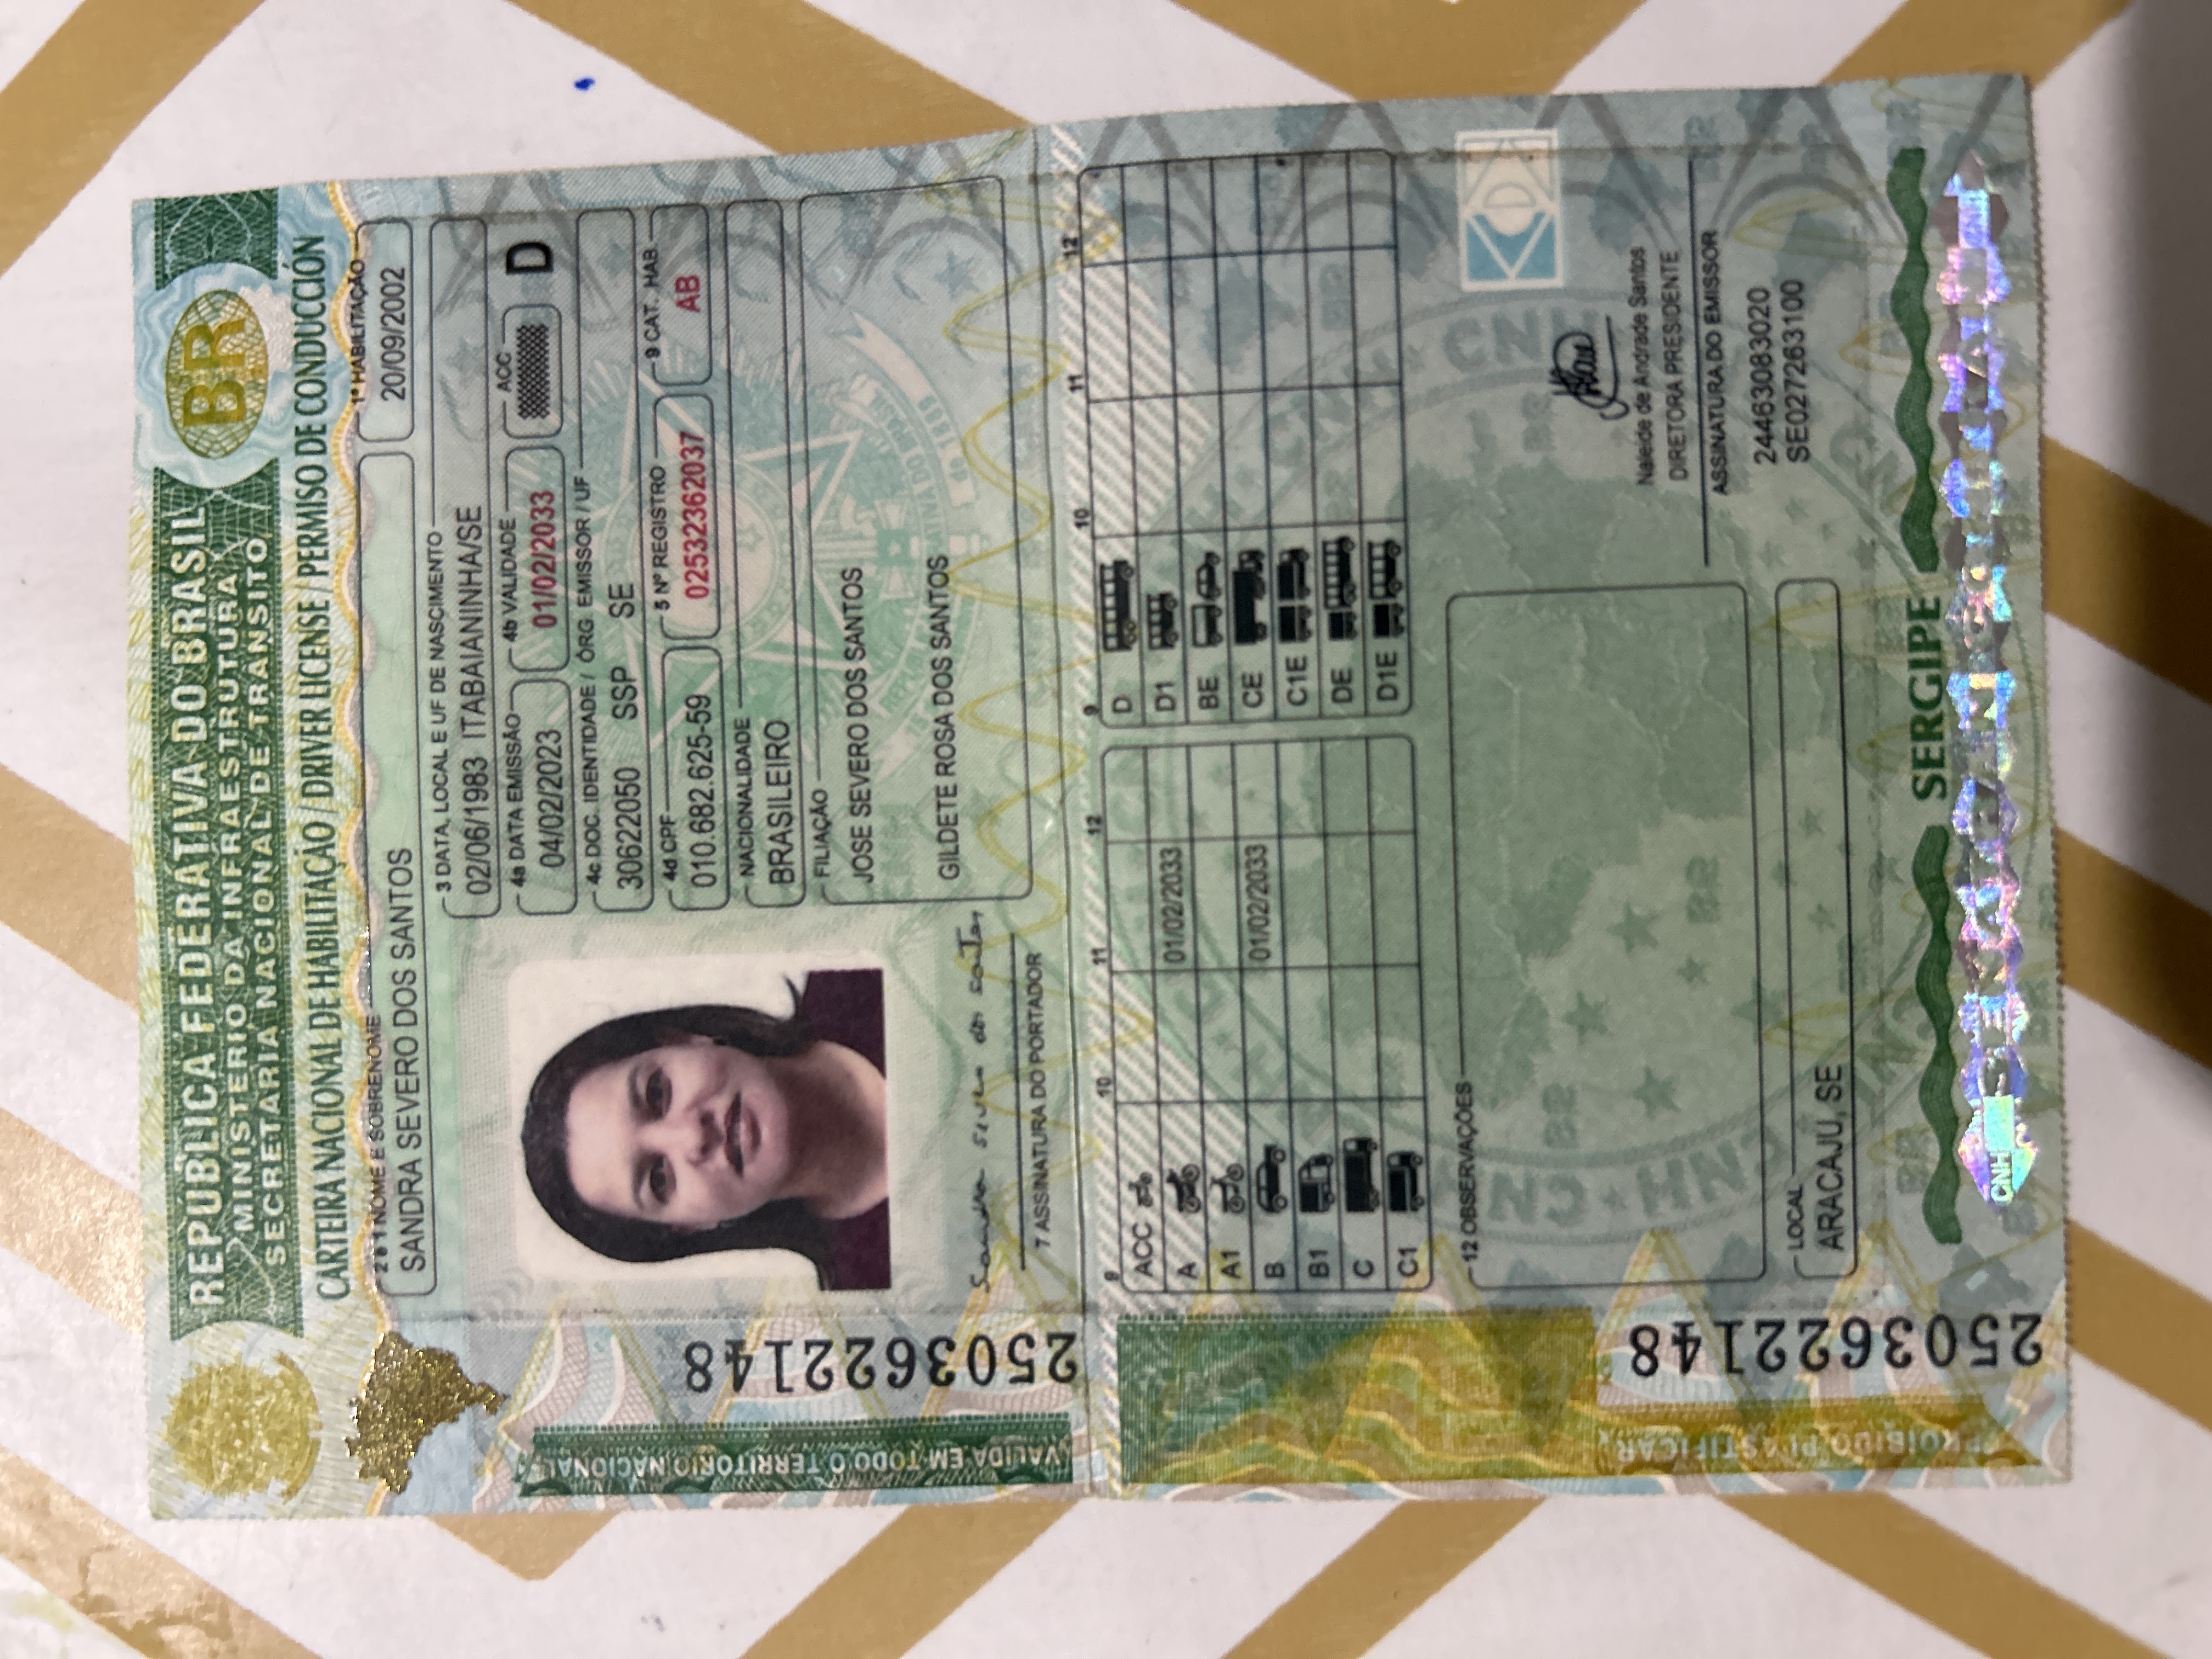 REPÚBLICA FEDERATIVA DO BRASIL
MINISTÉRIO DA INFRAESTRUTURA
SECRETARIA NACIONAL DE TRÂNSITO
BR
CARTEIRA NACIONAL DE HABILITAÇÃO / DRIVER LICENSE / PERMISO DE CONDUCCIÓN
2 e 1 NOME E SOBRENOME
SANDRA SEVERO DOS SANTOS
1ª HABILITAÇÃO
20/09/2002
3 DATA, LOCAL E UF DE NASCIMENTO
02/06/1983 ITABAIANINHA/SE
4a DATA EMISSÃO
04/02/2023
4b VALIDADE
01/02/2033
ACC
D
4c DOC. IDENTIDADE / ÓRG. EMISSOR / UF
30622050 SSP SE
4d CPF
010.682.625-59
5 Nº REGISTRO
02532362037
9 CAT. HAB.
AB
NACIONALIDADE
BRASILEIRO
FILIAÇÃO
JOSE SEVERO DOS SANTOS
GILDETE ROSA DOS SANTOS
Sandra Severo dos Santos
7 ASSINATURA DO PORTADOR
VÁLIDA EM TODO O TERRITÓRIO NACIONAL
2503622148
9 10 11 12
ACC
A 01/02/2033
A1
B 01/02/2033
B1
C
C1
9 10 11 12
D
D1
BE
CE
C1E
DE
D1E
12 OBSERVAÇÕES
Naleide de Andrade Santos
DIRETORA PRESIDENTE
ASSINATURA DO EMISSOR
24463083020
SE027263100
LOCAL
ARACAJU, SE
PROIBIDO PLASTIFICAR
2503622148
SERGIPE
CNH SENATRAN CONTRAN CNH